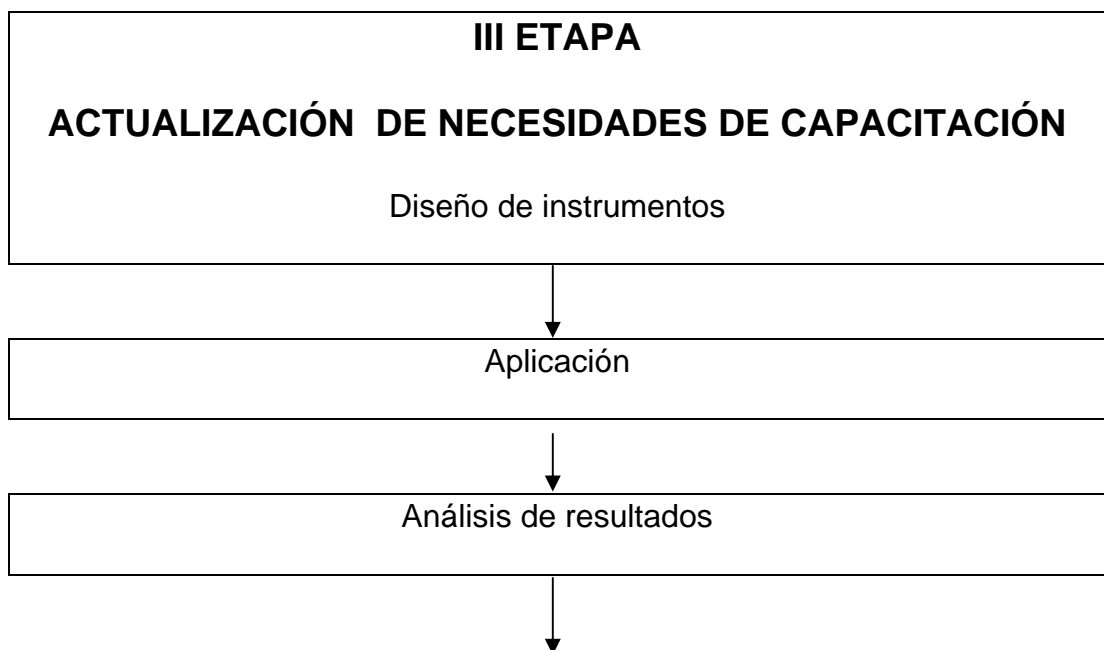 III ETAPA
ACTUALIZACIÓN  DE NECESIDADES DE CAPACITACIÓN
Diseño de instrumentos
Aplicación
Análisis de resultados